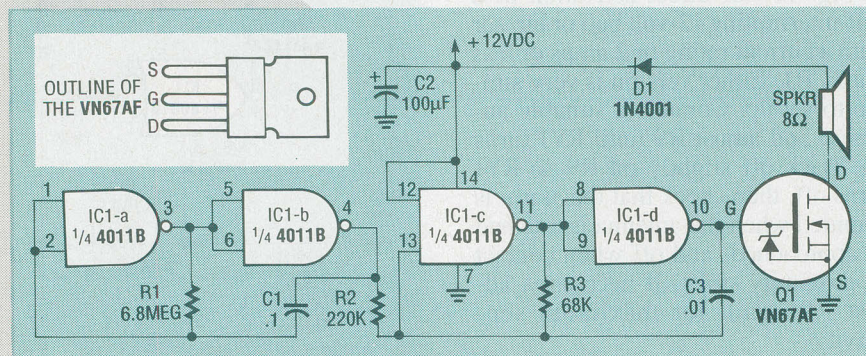 +12VDC
OUTLINE OF
THE VN67AF
S
G
D
+
C2
100µF
D1
1N4001
SPKR
8Ω
1
2
IC1-a
1/4 4011B
3
5
6
IC1-b
1/4 4011B
4
12
13
14
IC1-c
1/4 4011B
7
11
8
9
IC1-d
1/4 4011B
10
G
D
S
R1
6.8MEG
C1
.1
R2
220K
R3
68K
C3
.01
Q1
VN67AF